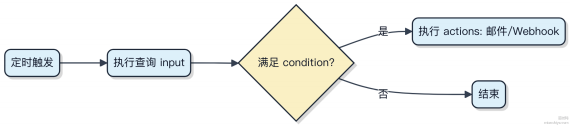 定时触发
执行查询 input
满足 condition?
是
执行 actions: 邮件/Webhook
否
结束